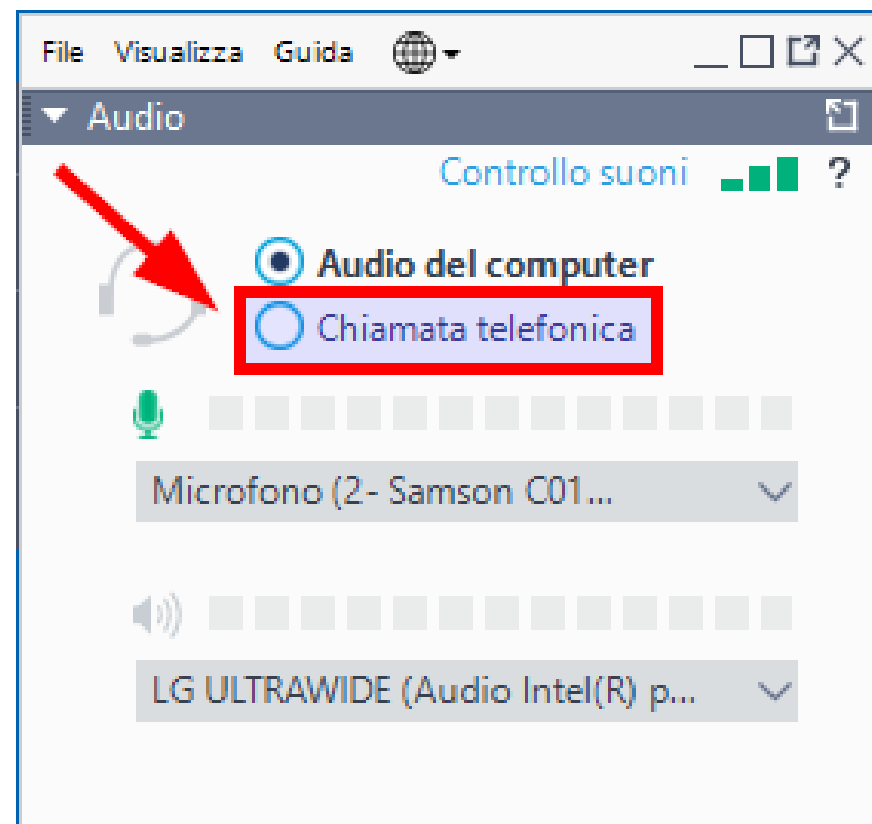 File Visualizza Guida
Audio
Controllo suoni ?
Audio del computer
Chiamata telefonica
Microfono (2- Samson C01...
LG ULTRAWIDE (Audio Intel(R) p...